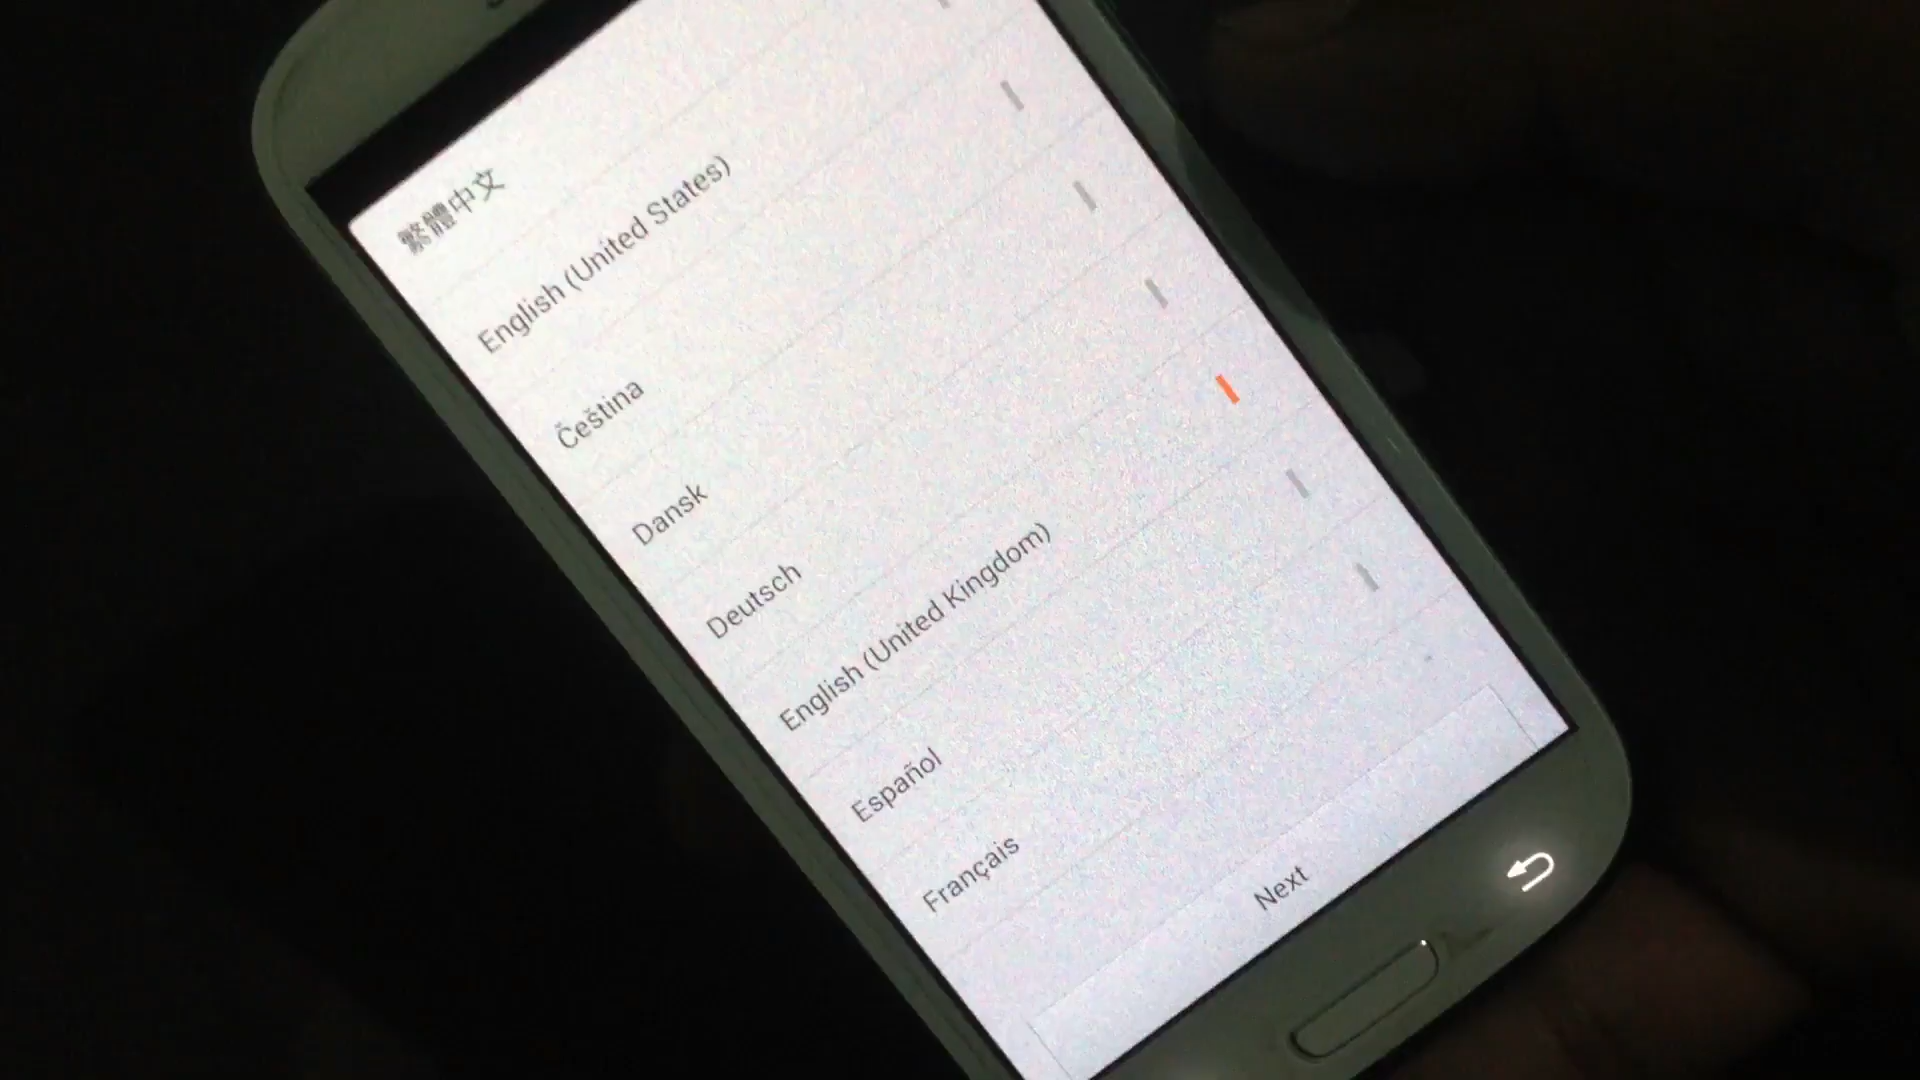 繁體中文
English (United States)
Čeština
Dansk
Deutsch
English (United Kingdom)
Español
Français
Next